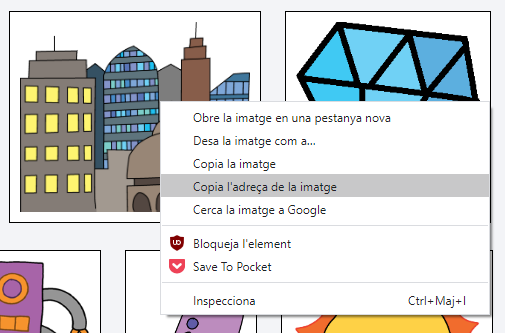 Obre la imatge en una pestanya nova
Desa la imatge com a...
Copia la imatge
Copia l'adreça de la imatge
Cerca la imatge a Google
Bloqueja l'element
Save To Pocket
Inspecciona Ctrl+Maj+I